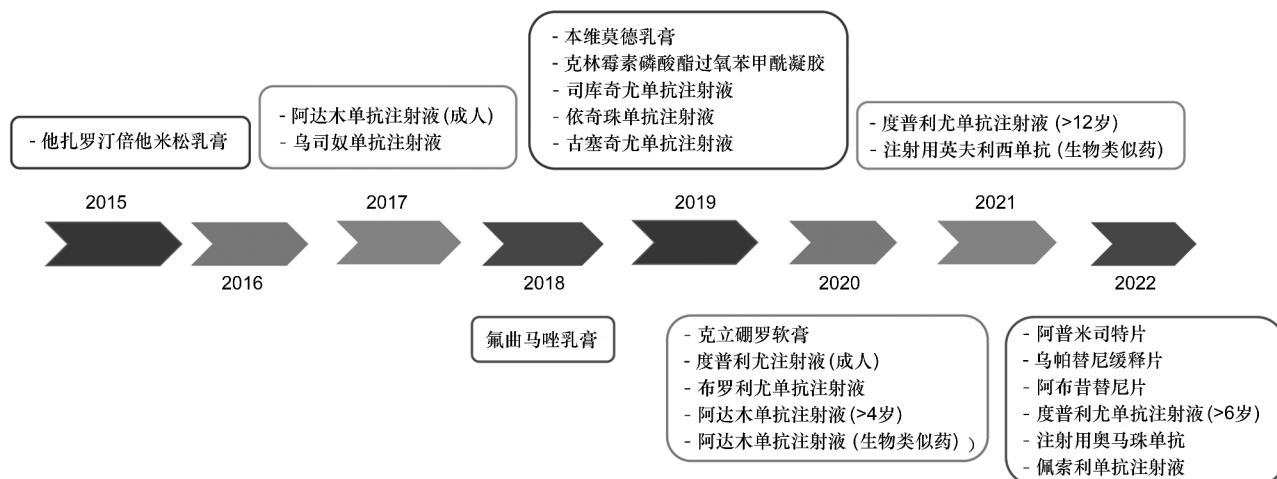 - 他扎罗汀倍他米松乳膏
2015
2016
- 阿达木单抗注射液 (成人)
- 乌司奴单抗注射液
2017
2018
氟曲马唑乳膏
- 本维莫德乳膏
- 克林霉素磷酸酯过氧苯甲酰凝胶
- 司库奇尤单抗注射液
- 依奇珠单抗注射液
- 古塞奇尤单抗注射液
2019
2020
- 克立硼罗软膏
- 度普利尤注射液 (成人)
- 布罗利尤单抗注射液
- 阿达木单抗注射液 (>4岁)
- 阿达木单抗注射液 (生物类似药) )
- 度普利尤单抗注射液 (>12岁)
- 注射用英夫利西单抗 (生物类似药)
2021
2022
- 阿普米司特片
- 乌帕替尼缓释片
- 阿布昔替尼片
- 度普利尤单抗注射液 (>6岁)
- 注射用奥马珠单抗
- 佩索利单抗注射液